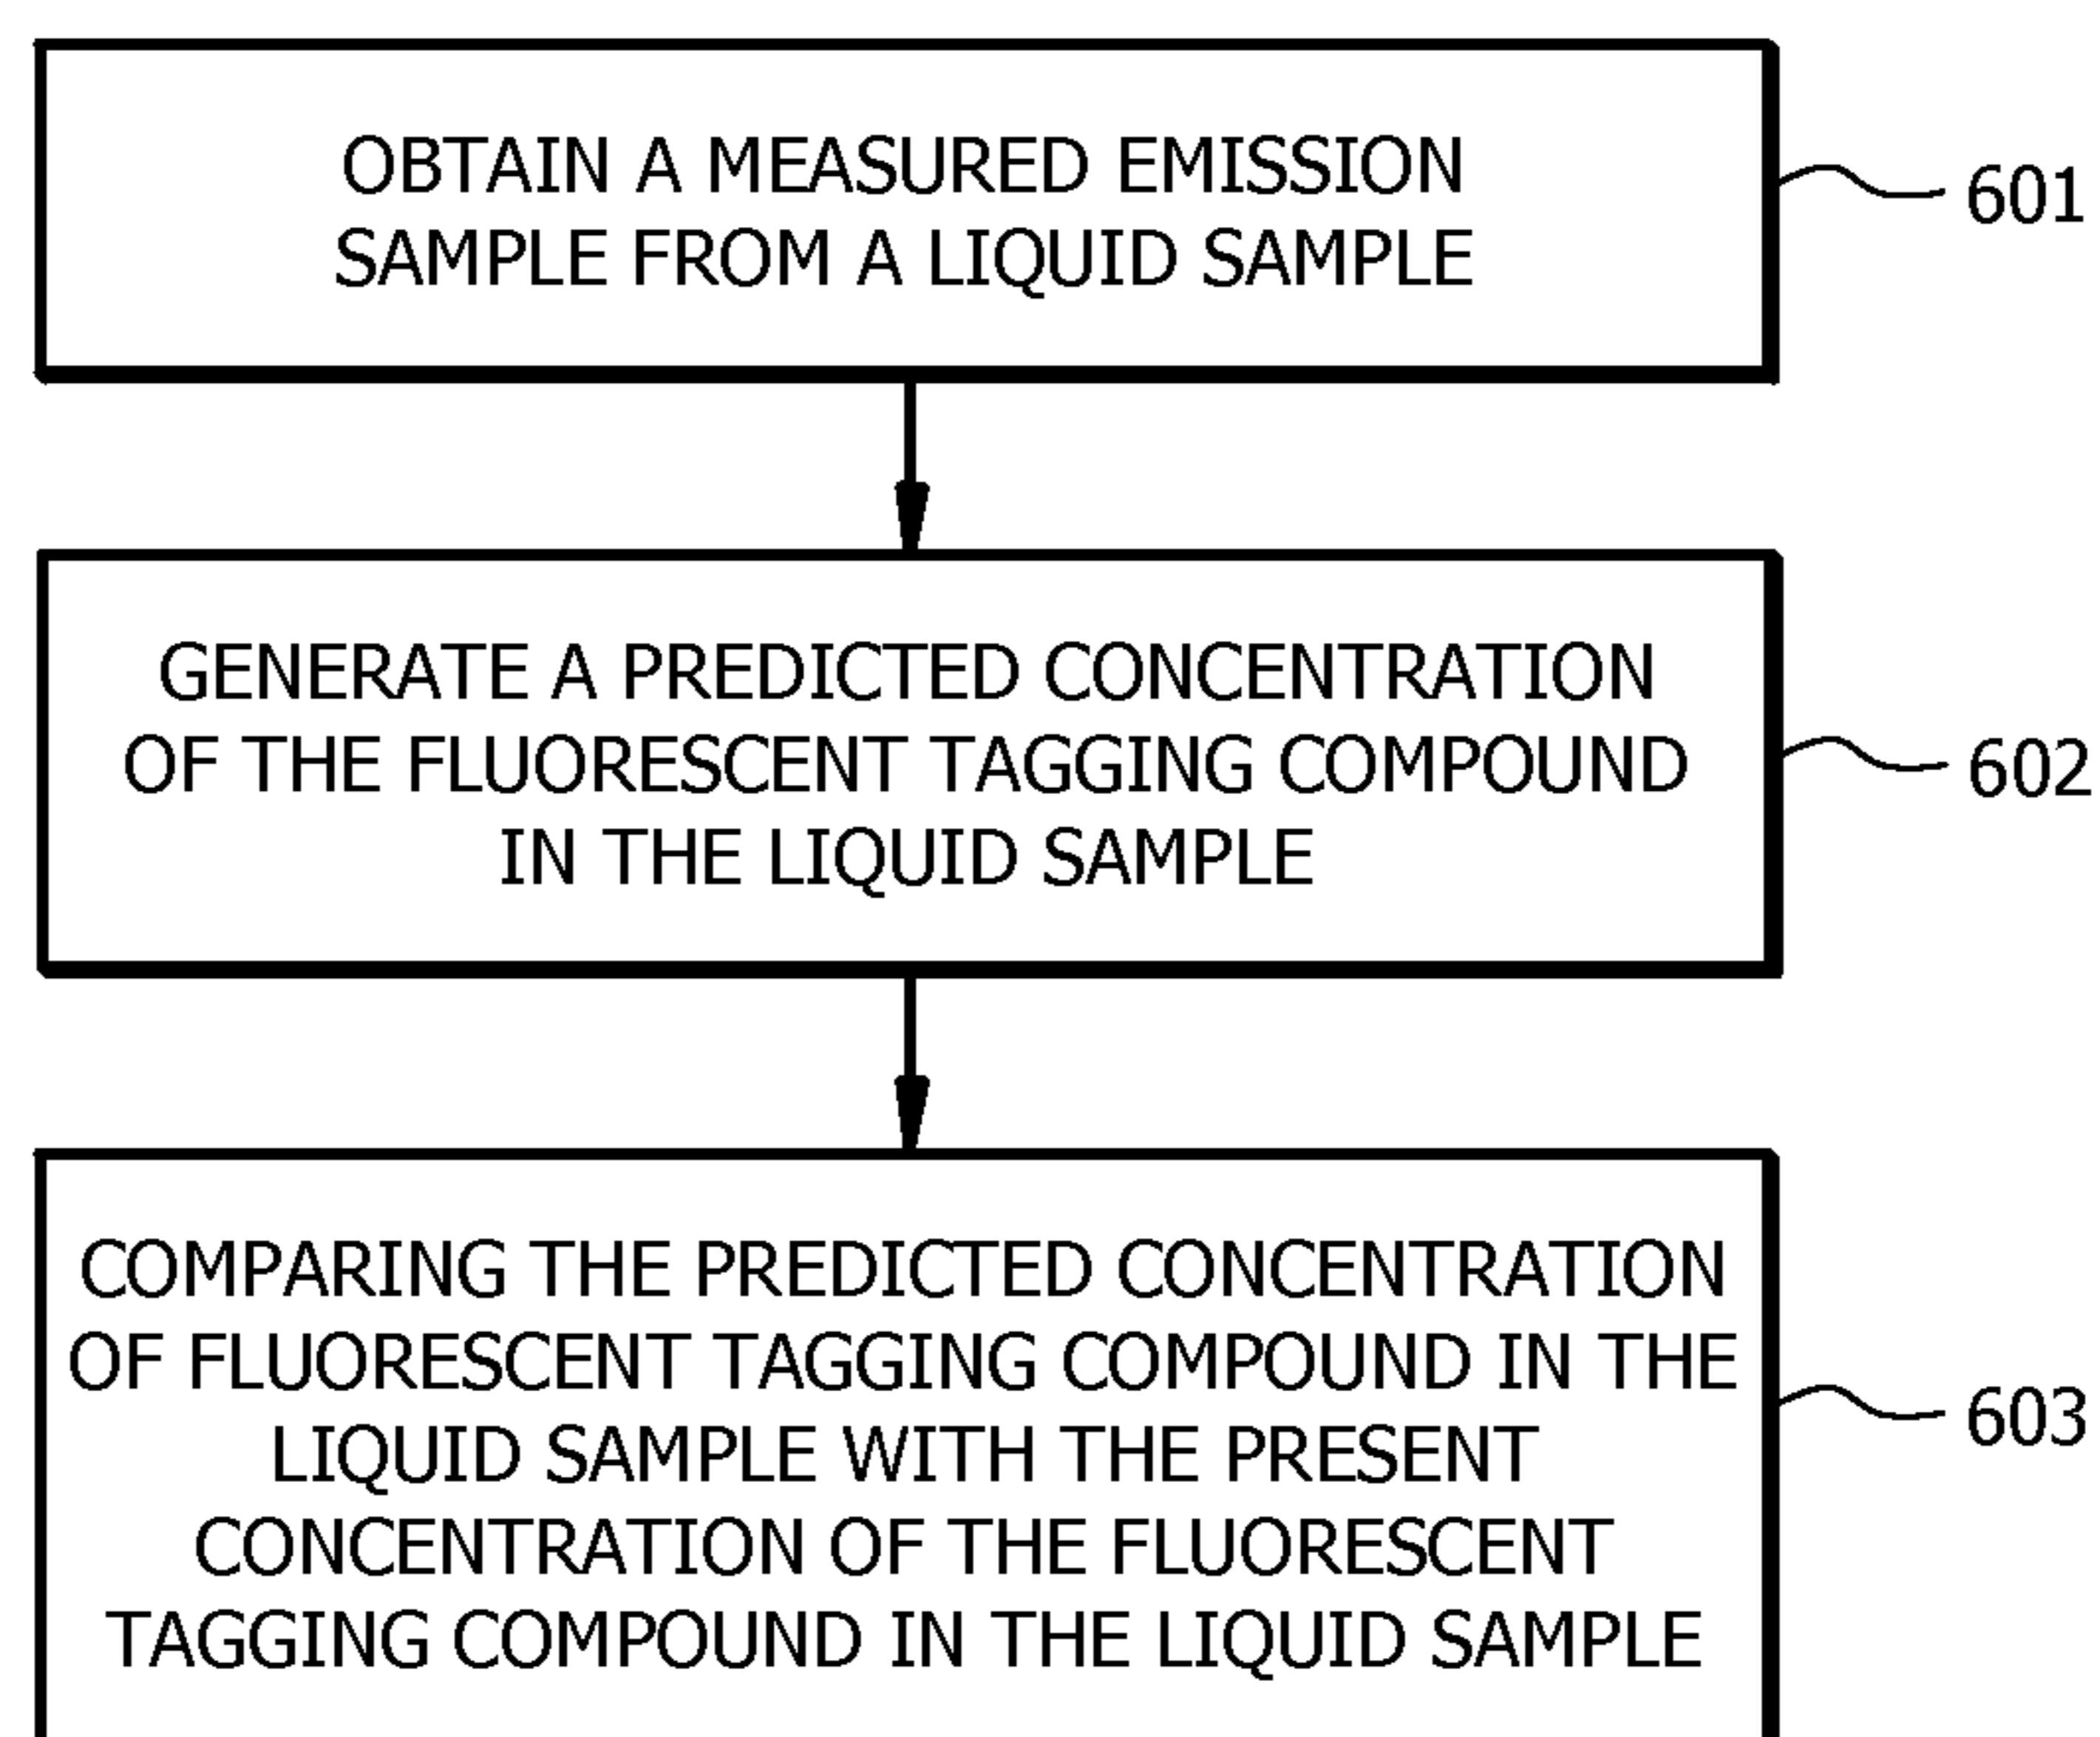 OBTAIN A MEASURED EMISSION
SAMPLE FROM A LIQUID SAMPLE
601
GENERATE A PREDICTED CONCENTRATION
OF THE FLUORESCENT TAGGING COMPOUND
IN THE LIQUID SAMPLE
602
COMPARING THE PREDICTED CONCENTRATION
OF FLUORESCENT TAGGING COMPOUND IN THE
LIQUID SAMPLE WITH THE PRESENT
CONCENTRATION OF THE FLUORESCENT
TAGGING COMPOUND IN THE LIQUID SAMPLE
603